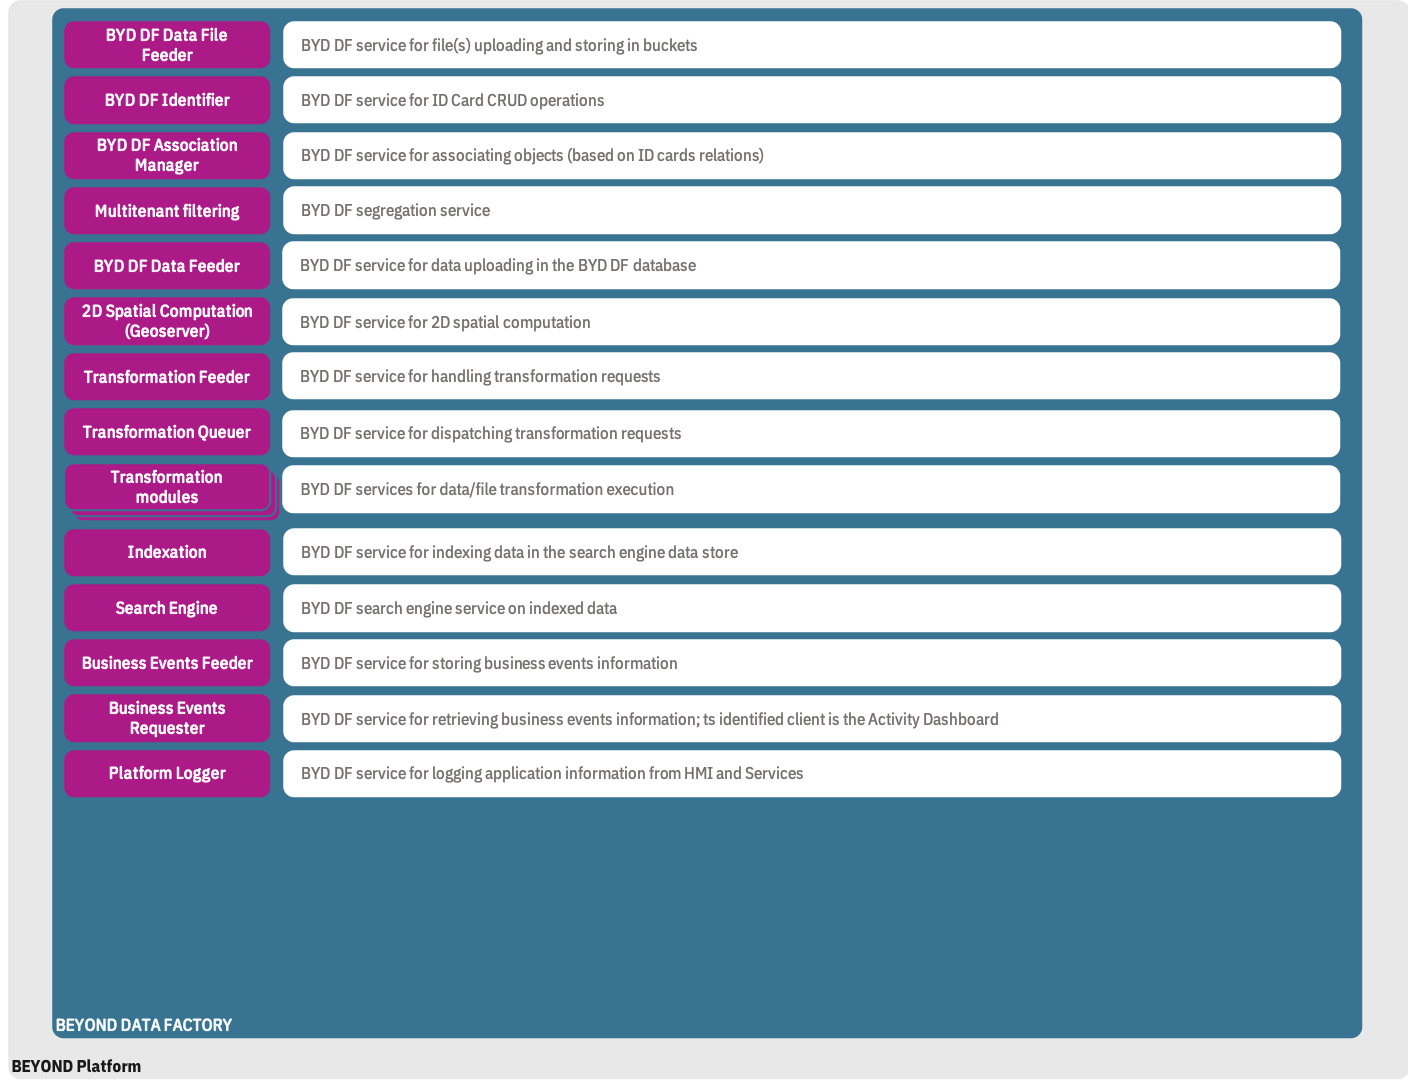 BYD DF Data File
Feeder
BYD DF service for file(s) uploading and storing in buckets
BYD DF Identifier
BYD DF service for ID Card CRUD operations
BYD DF Association
Manager
BYD DF service for associating objects (based on ID cards relations)
Multitenant filtering
BYD DF segregation service
BYD DF Data Feeder
BYD DF service for data uploading in the BYD DF database
2D Spatial Computation
(Geoserver)
BYD DF service for 2D spatial computation
Transformation Feeder
BYD DF service for handling transformation requests
Transformation Queuer
BYD DF service for dispatching transformation requests
Transformation
modules
BYD DF services for data/file transformation execution
Indexation
BYD DF service for indexing data in the search engine data store
Search Engine
BYD DF search engine service on indexed data
Business Events Feeder
BYD DF service for storing business events information
Business Events
Requester
BYD DF service for retrieving business events information; ts identified client is the Activity Dashboard
Platform Logger
BYD DF service for logging application information from HMI and Services
BEYOND DATA FACTORY
BEYOND Platform